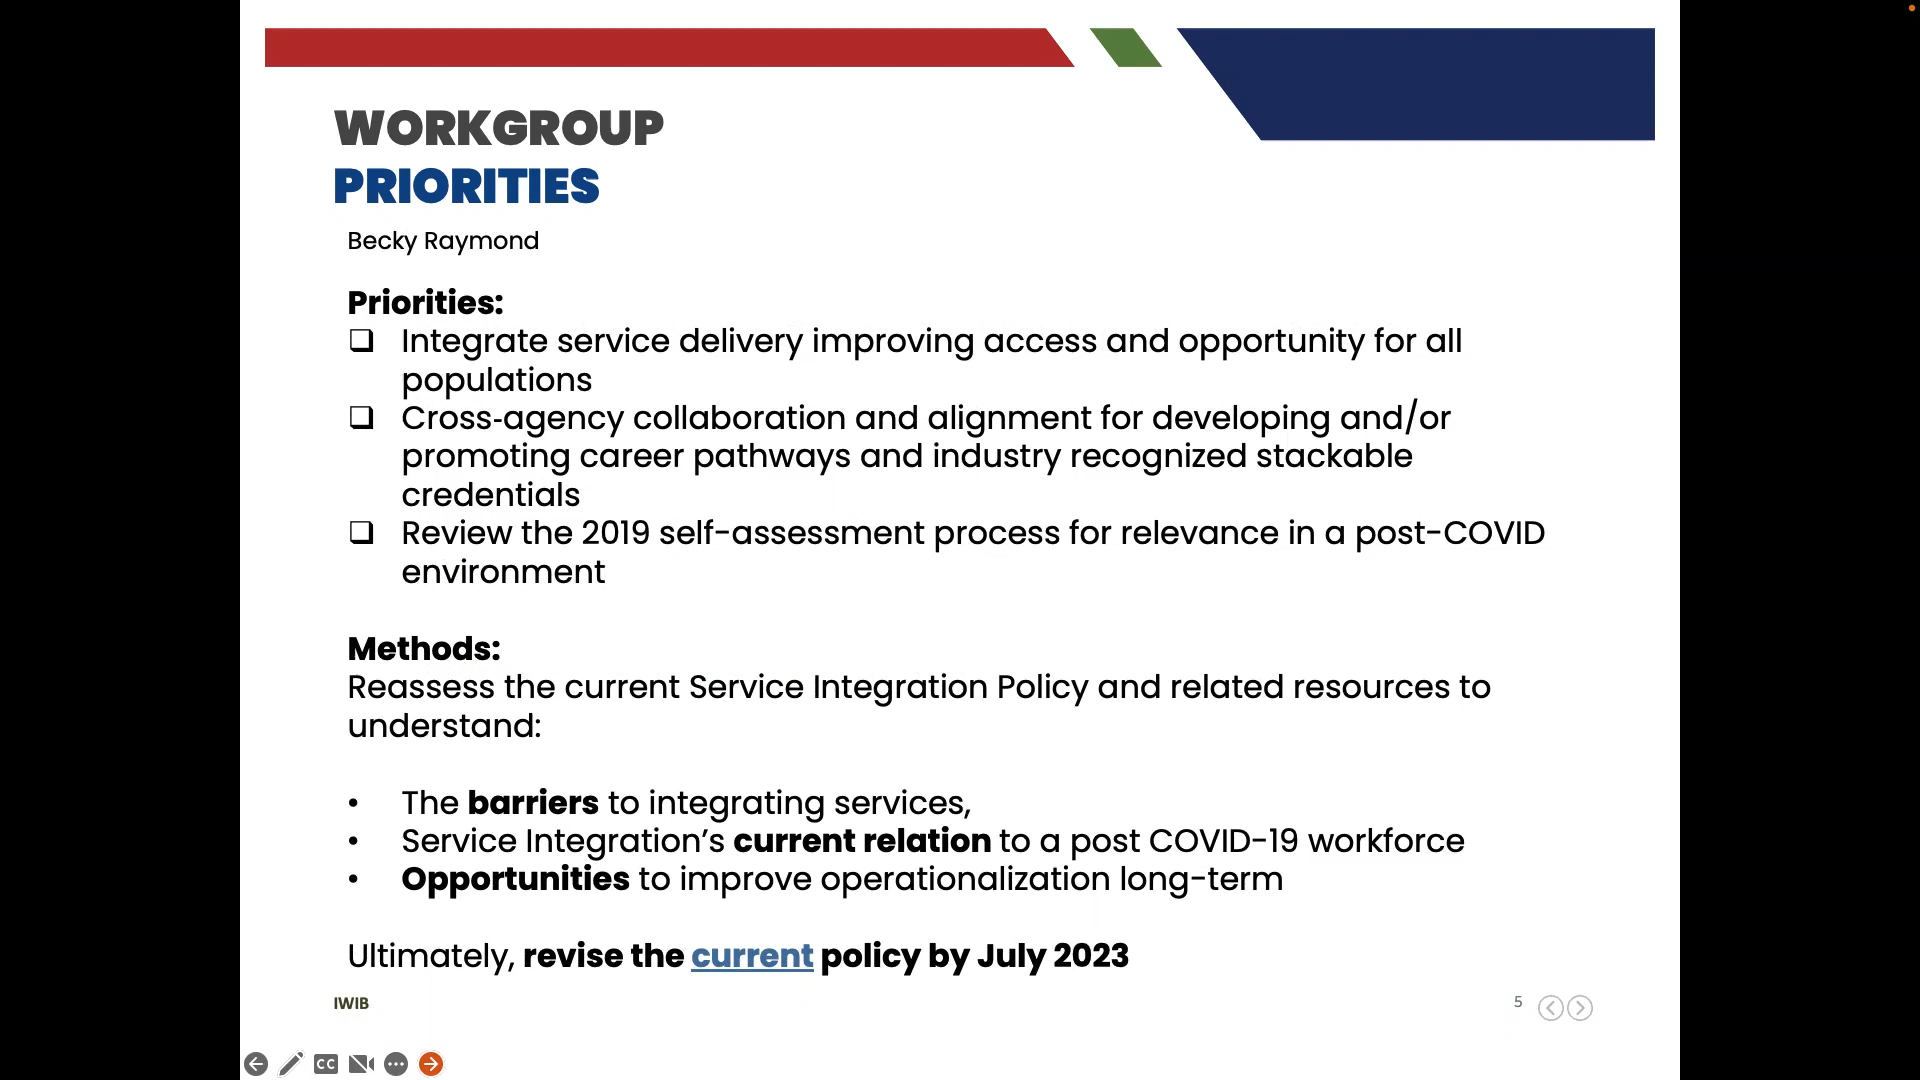 WORKGROUP
PRIORITIES
Becky Raymond
Priorities:
❑ Integrate service delivery improving access and opportunity for all
populations
❑ Cross-agency collaboration and alignment for developing and/or
promoting career pathways and industry recognized stackable
credentials
❑ Review the 2019 self-assessment process for relevance in a post-COVID
environment
Methods:
Reassess the current Service Integration Policy and related resources to
understand:
• The barriers to integrating services,
• Service Integration’s current relation to a post COVID-19 workforce
• Opportunities to improve operationalization long-term
Ultimately, revise the current policy by July 2023
IWIB
5
CC